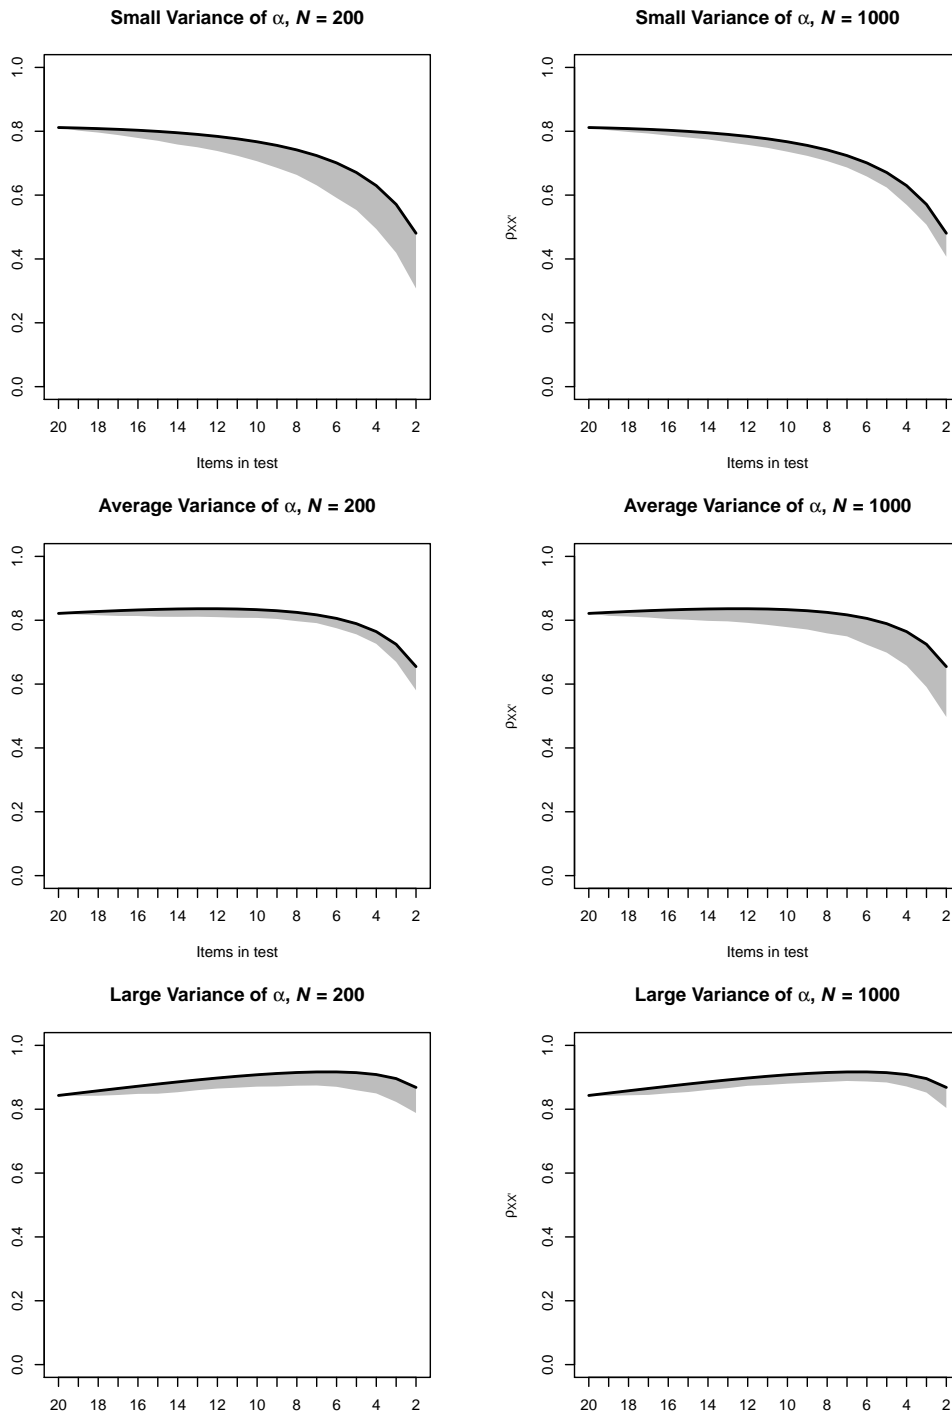 Small Variance of α, N = 200
Small Variance of α, N = 1000
1.0
0.8
0.6
0.4
0.2
0.0
20 18 16 14 12 10 8 6 4 2
Items in test
ρXX'
1.0
0.8
0.6
0.4
0.2
0.0
20 18 16 14 12 10 8 6 4 2
Items in test
Average Variance of α, N = 200
Average Variance of α, N = 1000
1.0
0.8
0.6
0.4
0.2
0.0
20 18 16 14 12 10 8 6 4 2
Items in test
ρXX'
1.0
0.8
0.6
0.4
0.2
0.0
20 18 16 14 12 10 8 6 4 2
Items in test
Large Variance of α, N = 200
Large Variance of α, N = 1000
1.0
0.8
0.6
0.4
0.2
0.0
20 18 16 14 12 10 8 6 4 2
ρXX'
1.0
0.8
0.6
0.4
0.2
0.0
20 18 16 14 12 10 8 6 4 2